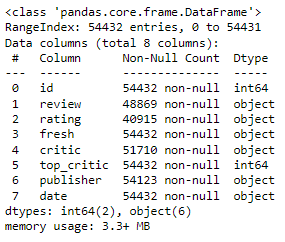 <class 'pandas.core.frame.DataFrame'>
RangeIndex: 54432 entries, 0 to 54431
Data columns (total 8 columns):
 #   Column      Non-Null Count  Dtype
---  ------      --------------  -----
 0   id          54432 non-null  int64
 1   review      48869 non-null  object
 2   rating      40915 non-null  object
 3   fresh       54432 non-null  object
 4   critic      51710 non-null  object
 5   top_critic  54432 non-null  int64
 6   publisher   54123 non-null  object
 7   date        54432 non-null  object
dtypes: int64(2), object(6)
memory usage: 3.3+ MB